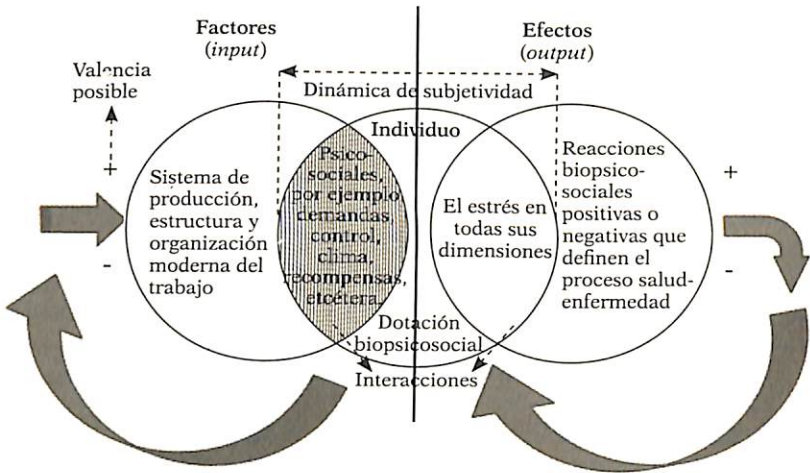 Factores
(input)
Efectos
(output)
Valencia
posible
Dinámica de subjetividad
Individuo
+
-
Sistema de
producción,
estructura y
organización
moderna del
trabajo
Psico-
sociales,
por ejemplo
demandas,
control,
clima,
recompensas,
etcétera
El estrés en
todas sus
dimensiones
Reacciones
biopsico-
sociales
positivas o
negativas que
definen el
proceso salud-
enfermedad
+
-
Dotación
biopsicosocial
Interacciones